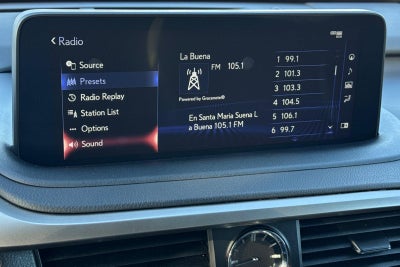 < Radio
Source
Presets
Radio Replay
Station List
Options
Sound
La Buena
FM 105.1
Powered by Gracenote®
En Santa Maria Suena L
a Buena 105.1 FM
1 99.1
2 101.3
3 103.3
4 104.5
5 106.1
6 99.7